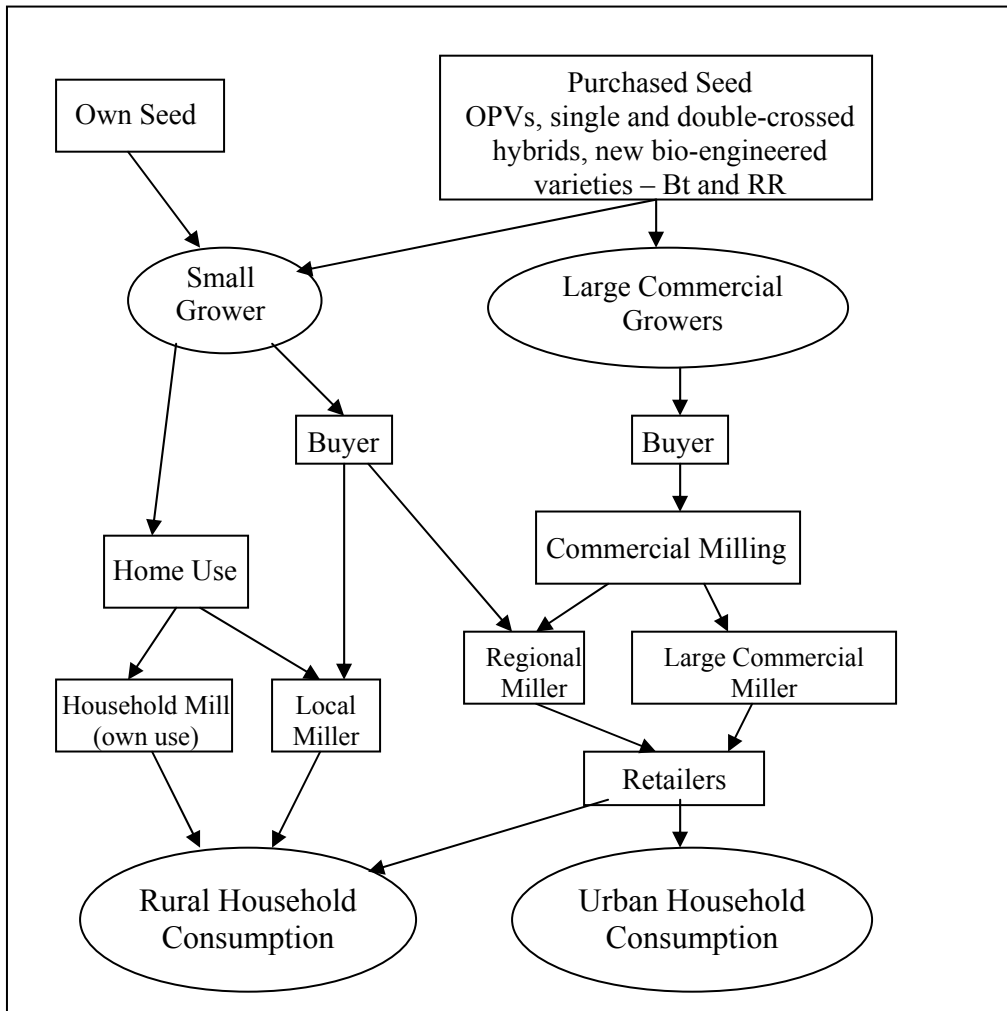 Own Seed
Purchased Seed
OPVs, single and double-crossed
hybrids, new bio-engineered
varieties – Bt and RR
Small
Grower
Large Commercial
Growers
Buyer
Buyer
Commercial Milling
Home Use
Regional
Miller
Large Commercial
Miller
Household Mill
(own use)
Local
Miller
Retailers
Rural Household
Consumption
Urban Household
Consumption